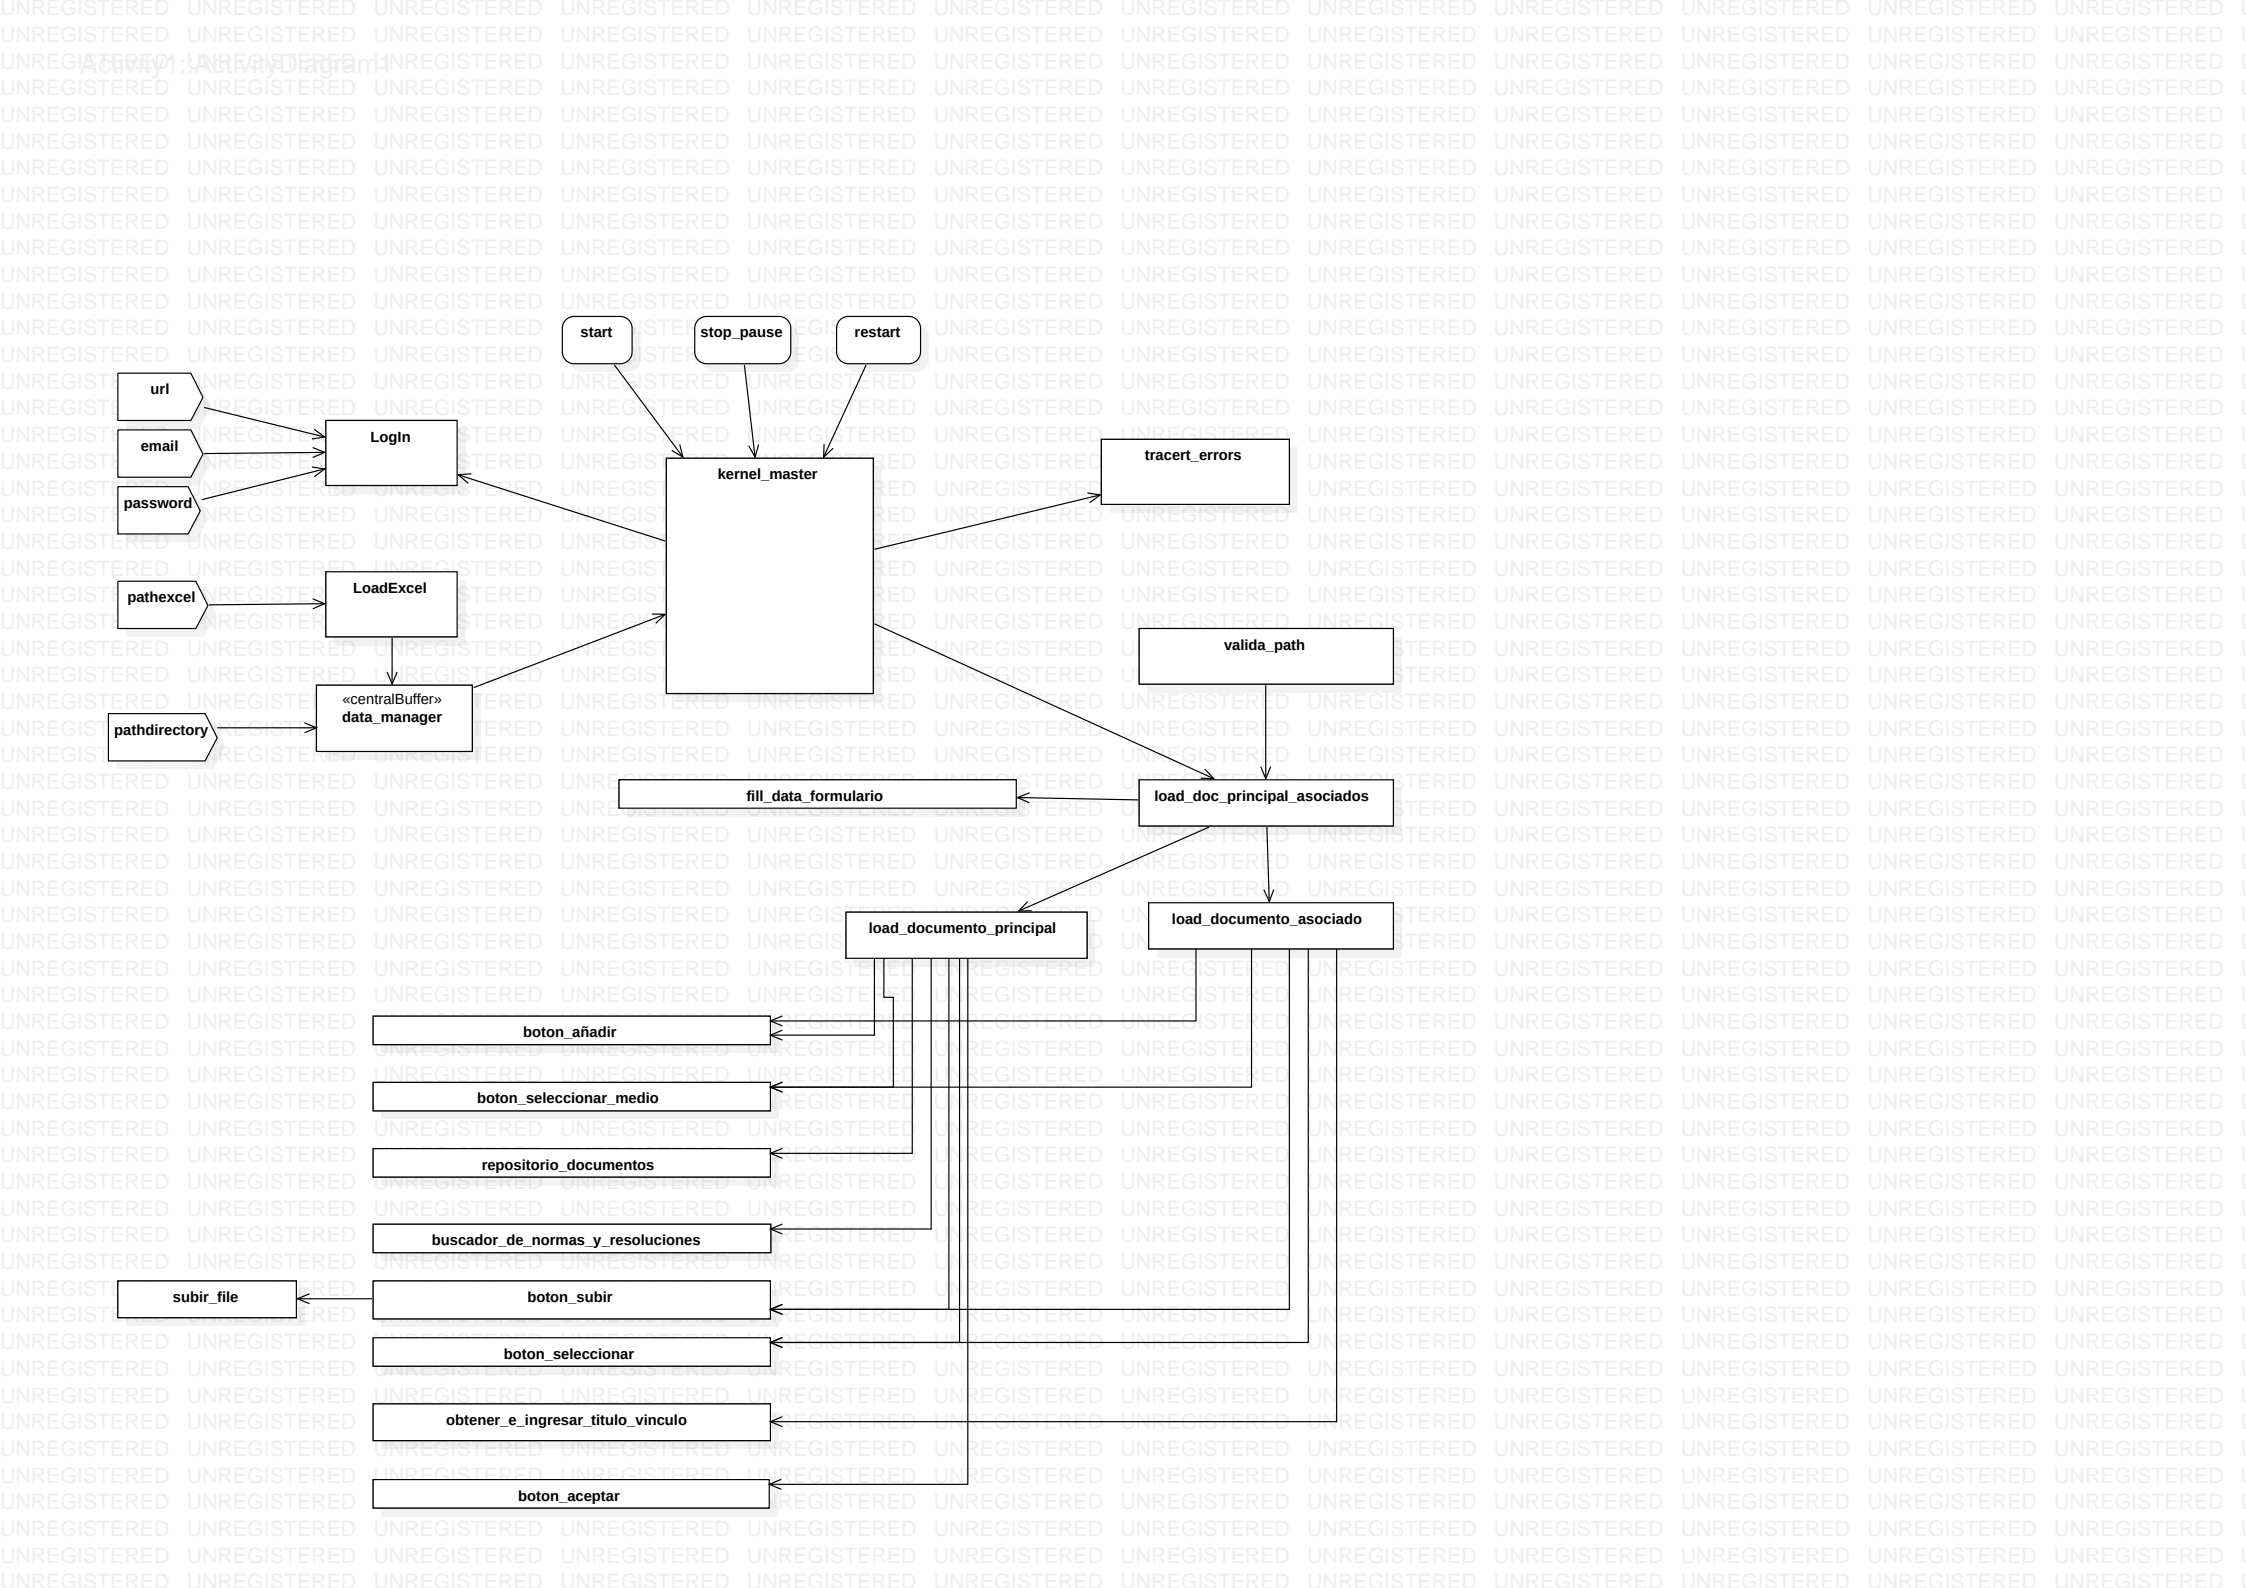 Activity1::ActivityDiagram1
start
stop_pause
restart
url
email
password
LogIn
kernel_master
tracert_errors
pathexcel
LoadExcel
valida_path
pathdirectory
«centralBuffer»
data_manager
fill_data_formulario
load_doc_principal_asociados
load_documento_principal
load_documento_asociado
boton_añadir
boton_seleccionar_medio
repositorio_documentos
buscador_de_normas_y_resoluciones
subir_file
boton_subir
boton_seleccionar
obtener_e_ingresar_titulo_vinculo
boton_aceptar
UNREGISTERED